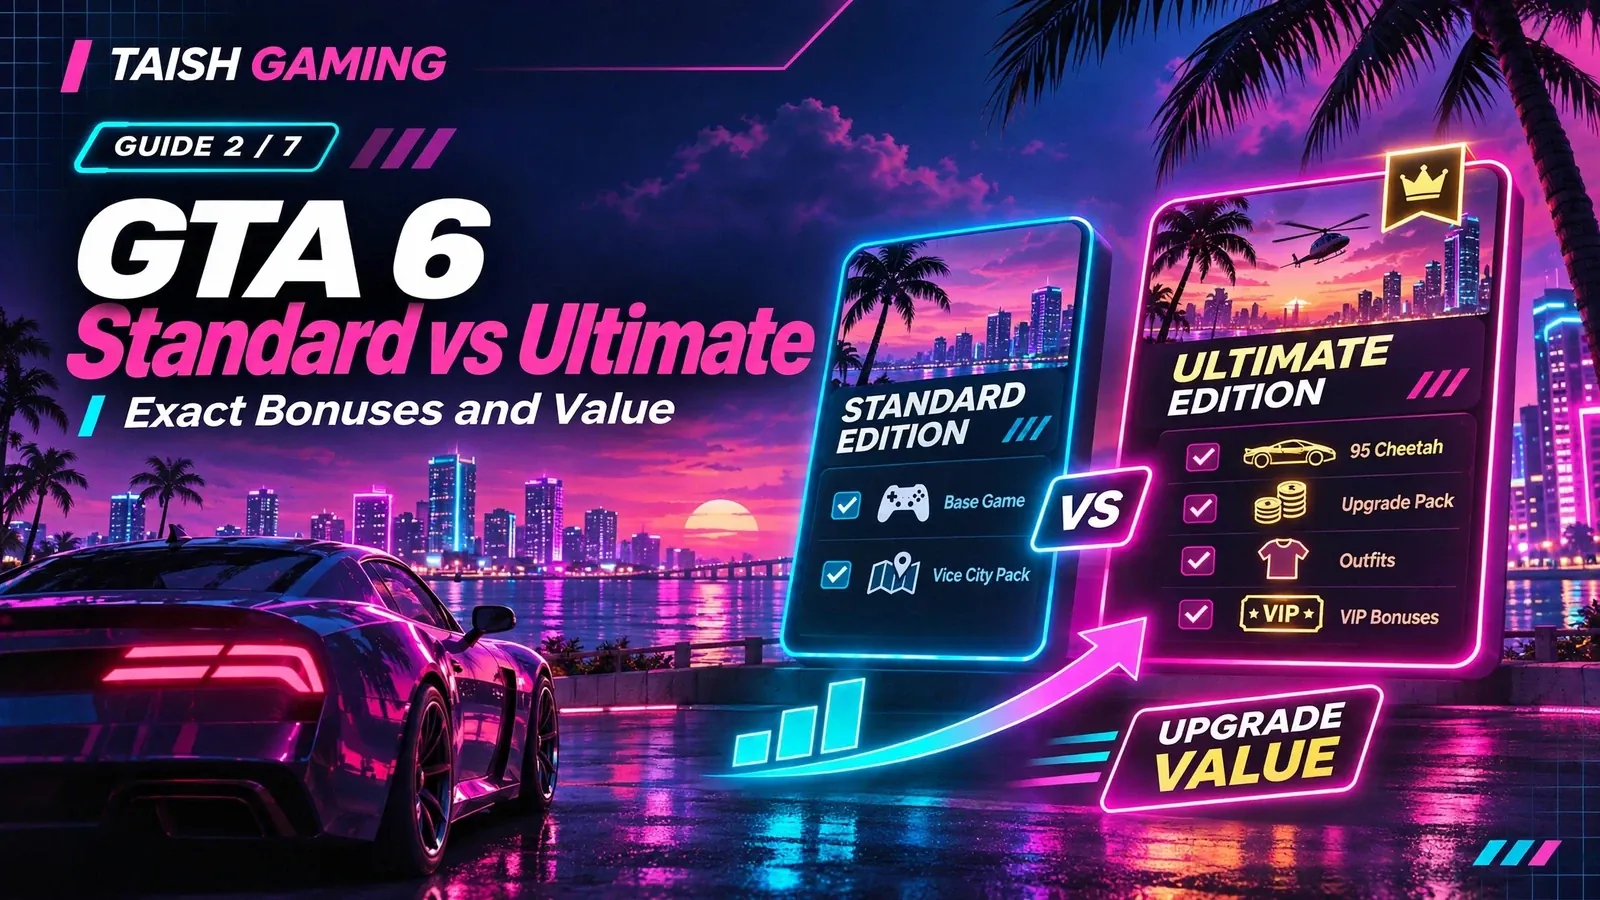 TAISH GAMING
GUIDE 2 / 7
GTA 6
Standard vs Ultimate
Exact Bonuses and Value
STANDARD
EDITION
Base Game
Vice City Pack
VS
ULTIMATE
EDITION
95 Cheetah
Upgrade Pack
Outfits
VIP
VIP Bonuses
UPGRADE
VALUE